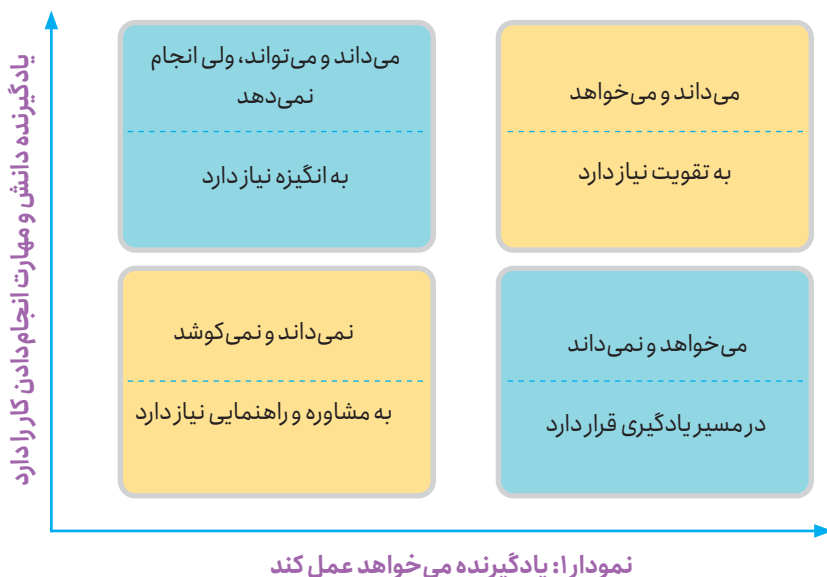 یادگیرنده دانش و مهارت انجام‌دادن کار را دارد
می‌داند و می‌خواهد
به تقویت نیاز دارد
می‌داند و می‌تواند، ولی انجام
نمی‌دهد
به انگیزه نیاز دارد
می‌خواهد و نمی‌داند
در مسیر یادگیری قرار دارد
نمی‌داند و نمی‌کوشد
به مشاوره و راهنمایی نیاز دارد
نمودار ۱: یادگیرنده می‌خواهد عمل کند